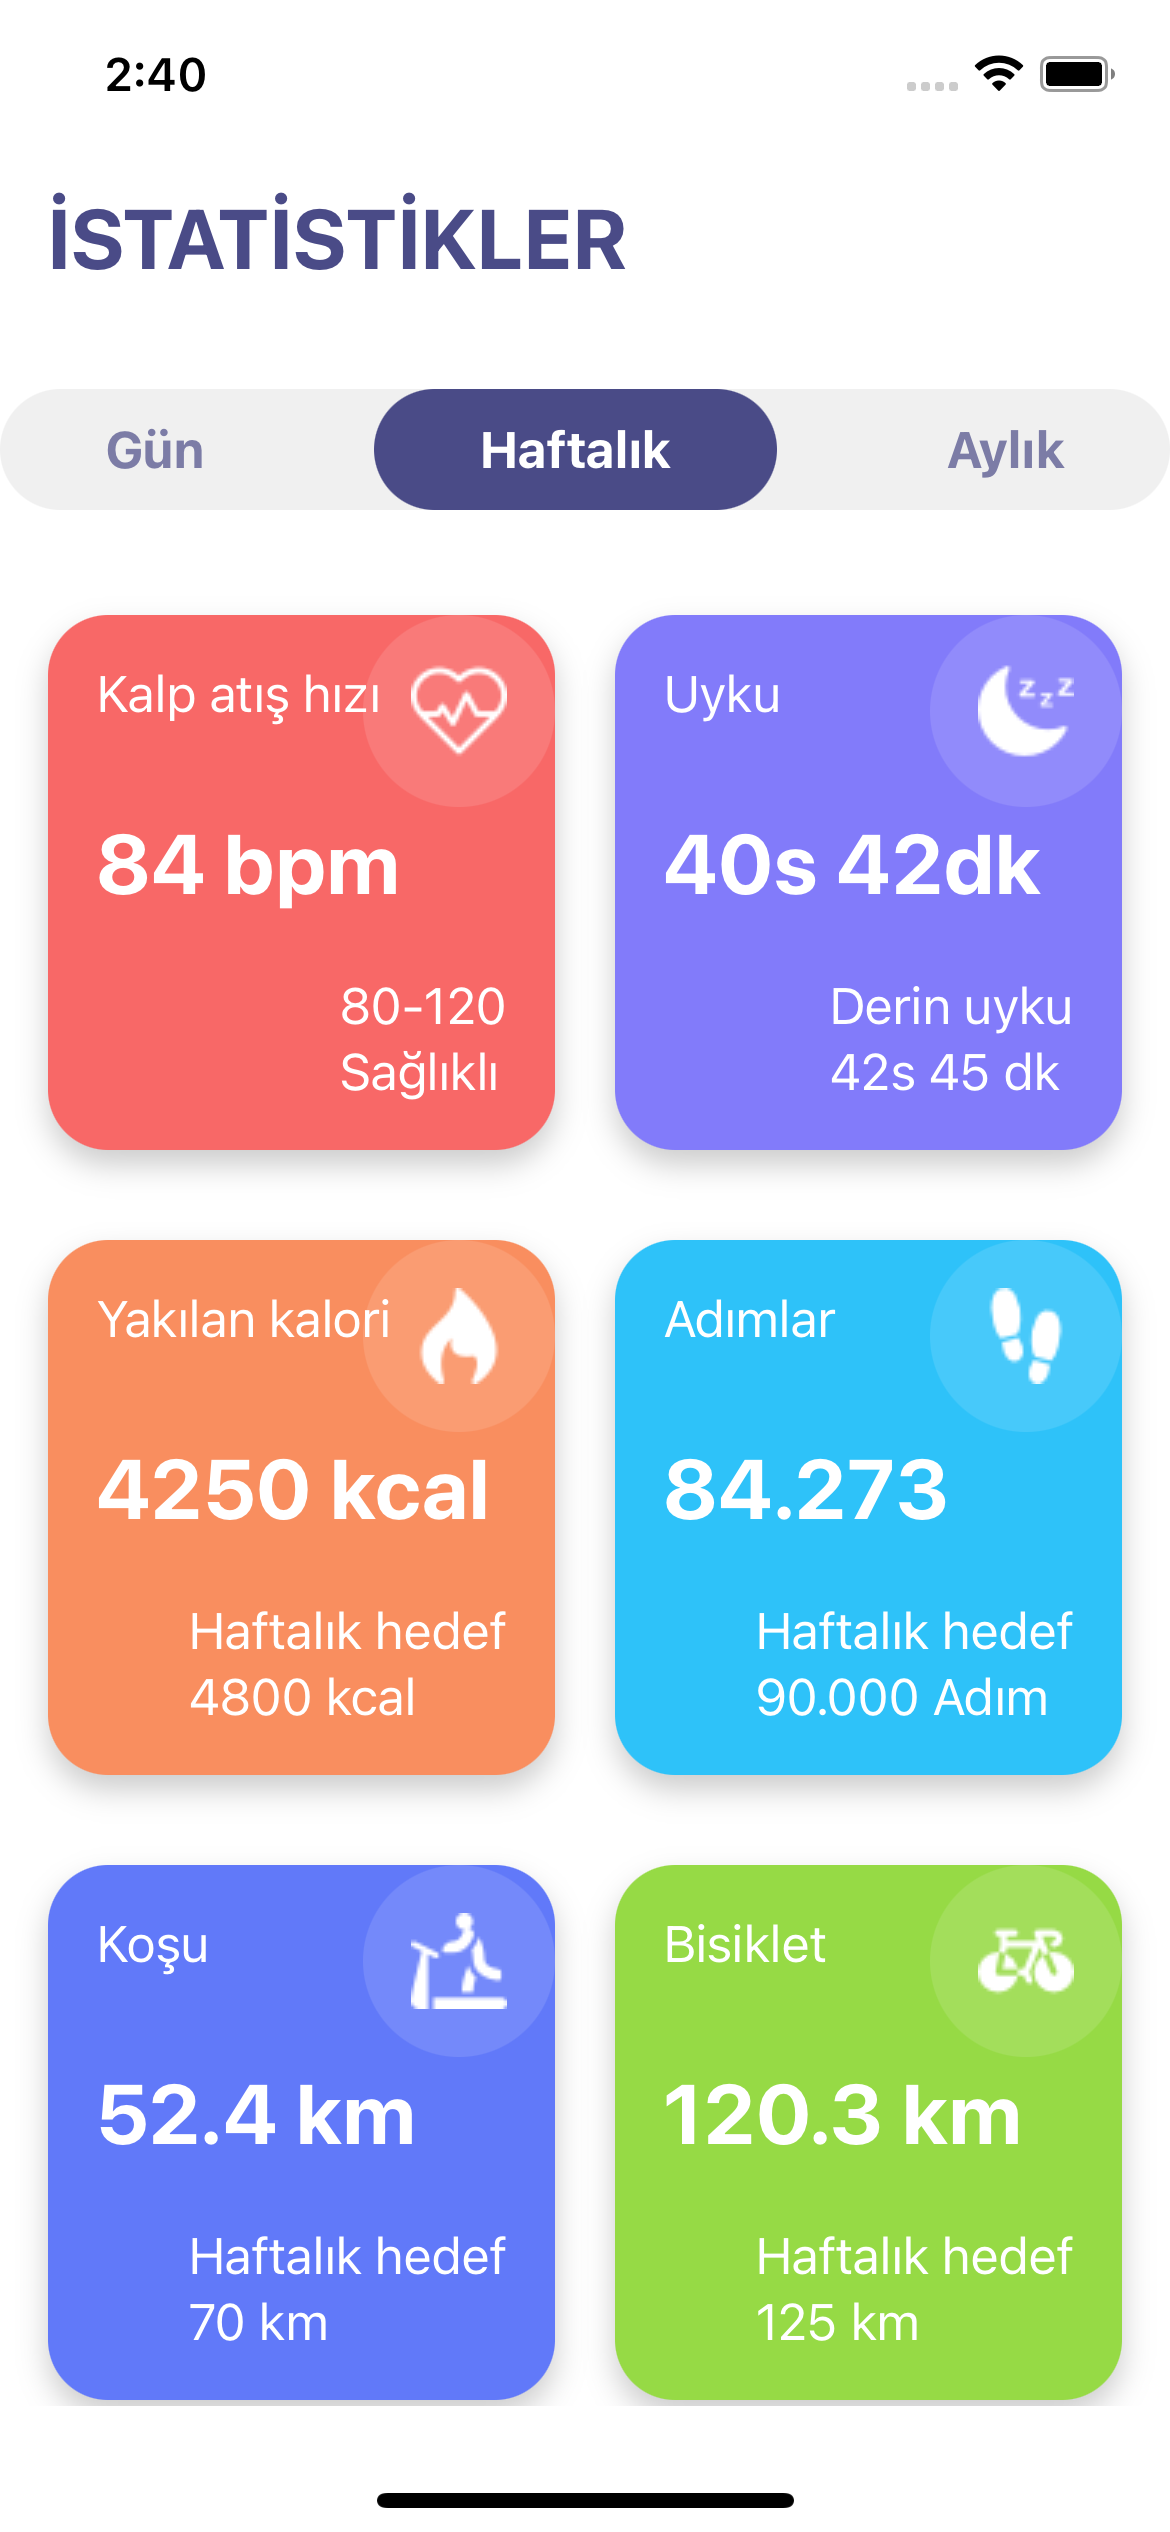 2:40
İSTATİSTİKLER
Gün
Haftalık
Aylık
Kalp atış hızı
84 bpm
80-120
Sağlıklı
Uyku
zzz
40s 42dk
Derin uyku
42s 45 dk
Yakılan kalori
4250 kcal
Haftalık hedef
4800 kcal
Adımlar
84.273
Haftalık hedef
90.000 Adım
Koşu
52.4 km
Haftalık hedef
70 km
Bisiklet
120.3 km
Haftalık hedef
125 km